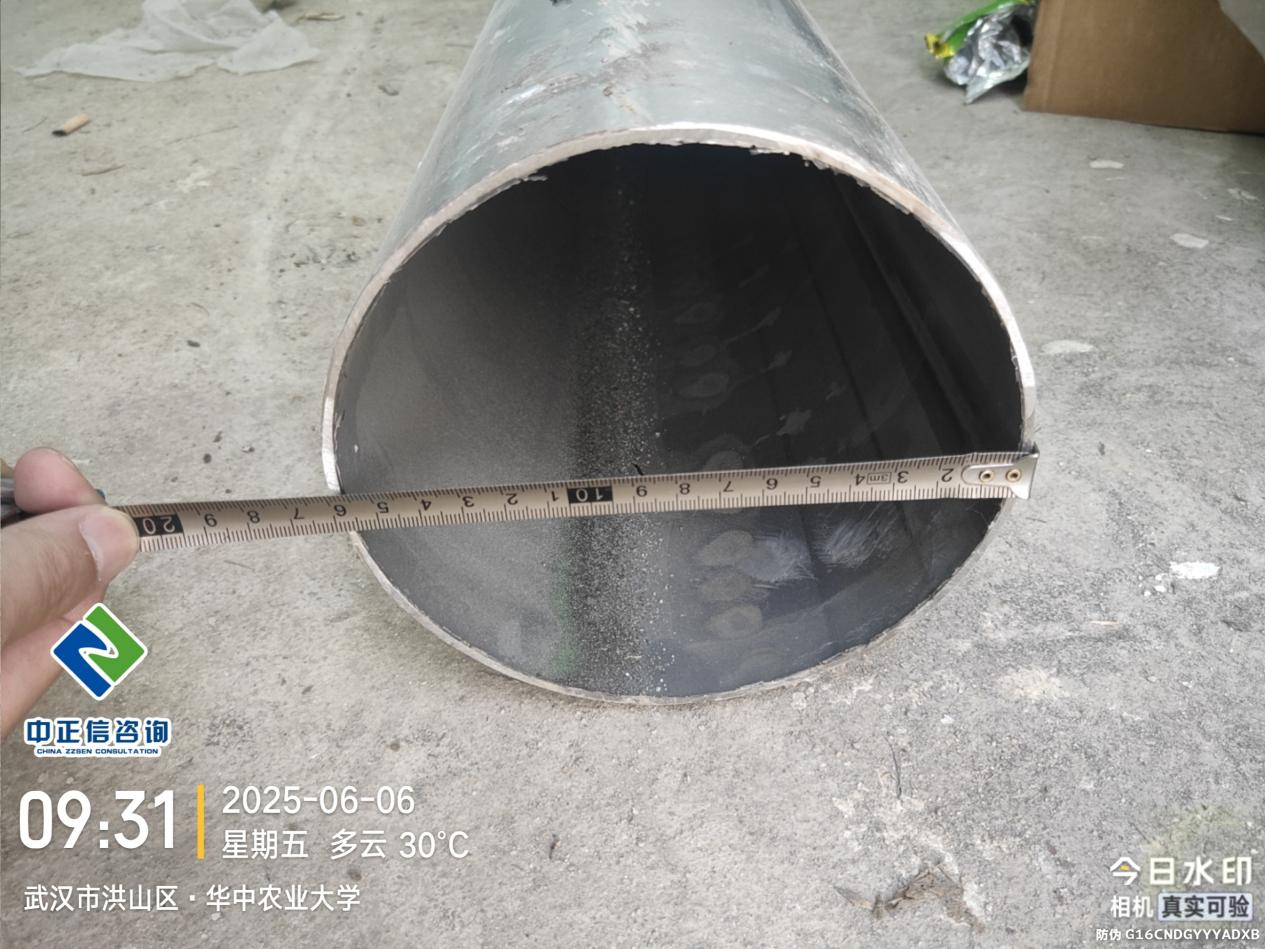 20 9 8 7 6 5 4 3 2 1 10 9 8 7 6 5 4 3m 3 2
中正信咨询
CHINA ZZSEN CONSULTATION
09:31
2025-06-06
星期五 多云 30°C
武汉市洪山区·华中农业大学
今日水印
相机 真实可验
防伪 G16CNDGYYYADXB